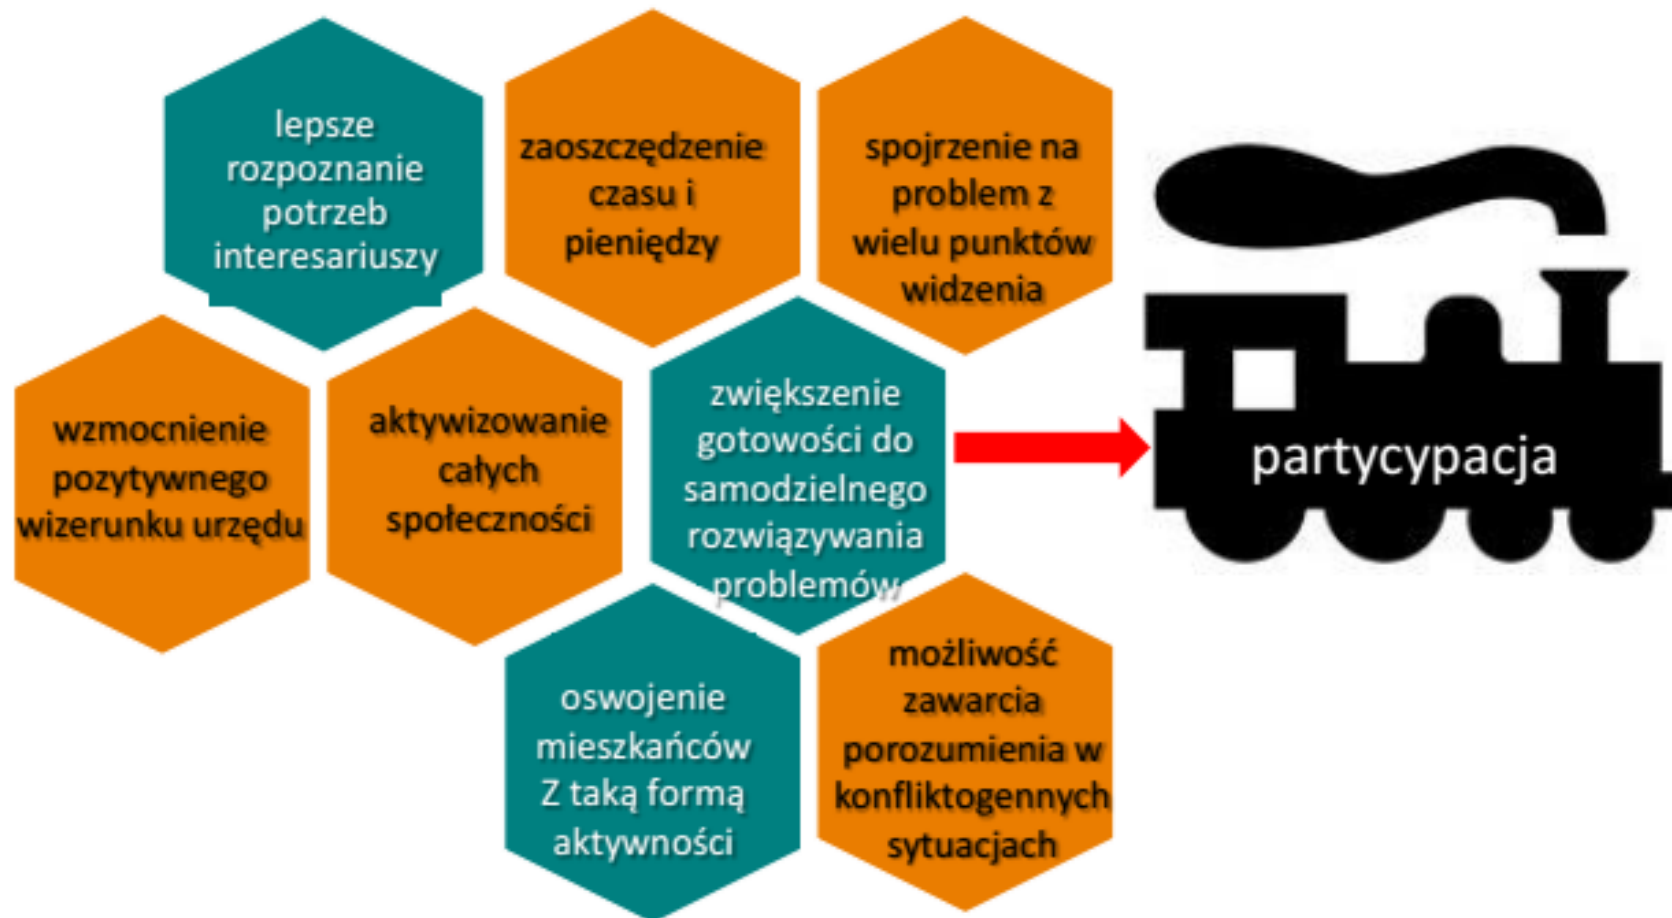 lepsze
rozpoznanie
potrzeb
interesariuszy
zaoszczędzenie
czasu i
pieniędzy
spojrzenie na
problem z
wielu punktów
widzenia
wzmocnienie
pozytywnego
wizerunku urzędu
aktywizowanie
całych
społeczności
zwiększenie
gotowości do
samodzielnego
rozwiązywania
problemów
partycypacja
oswojenie
mieszkańców
Z taką formą
aktywności
możliwość
zawarcia
porozumienia w
konfliktogennych
sytuacjach